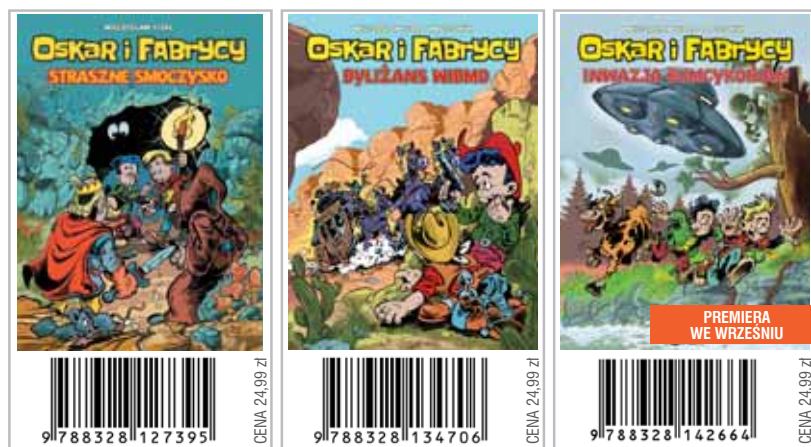 OSKAR i FABRYCY
STRASZNE SMOCZYSKO
CENA 24,99 zł
9 788328 127395
OSKAR i FABRYCY
DYLIŻANS WIDMO
CENA 24,99 zł
9 788328 134706
OSKAR i FABRYCY
INWAZJA
PREMIERA
WE WRZEŚNIU
CENA 24,99 zł
9 788328 142664